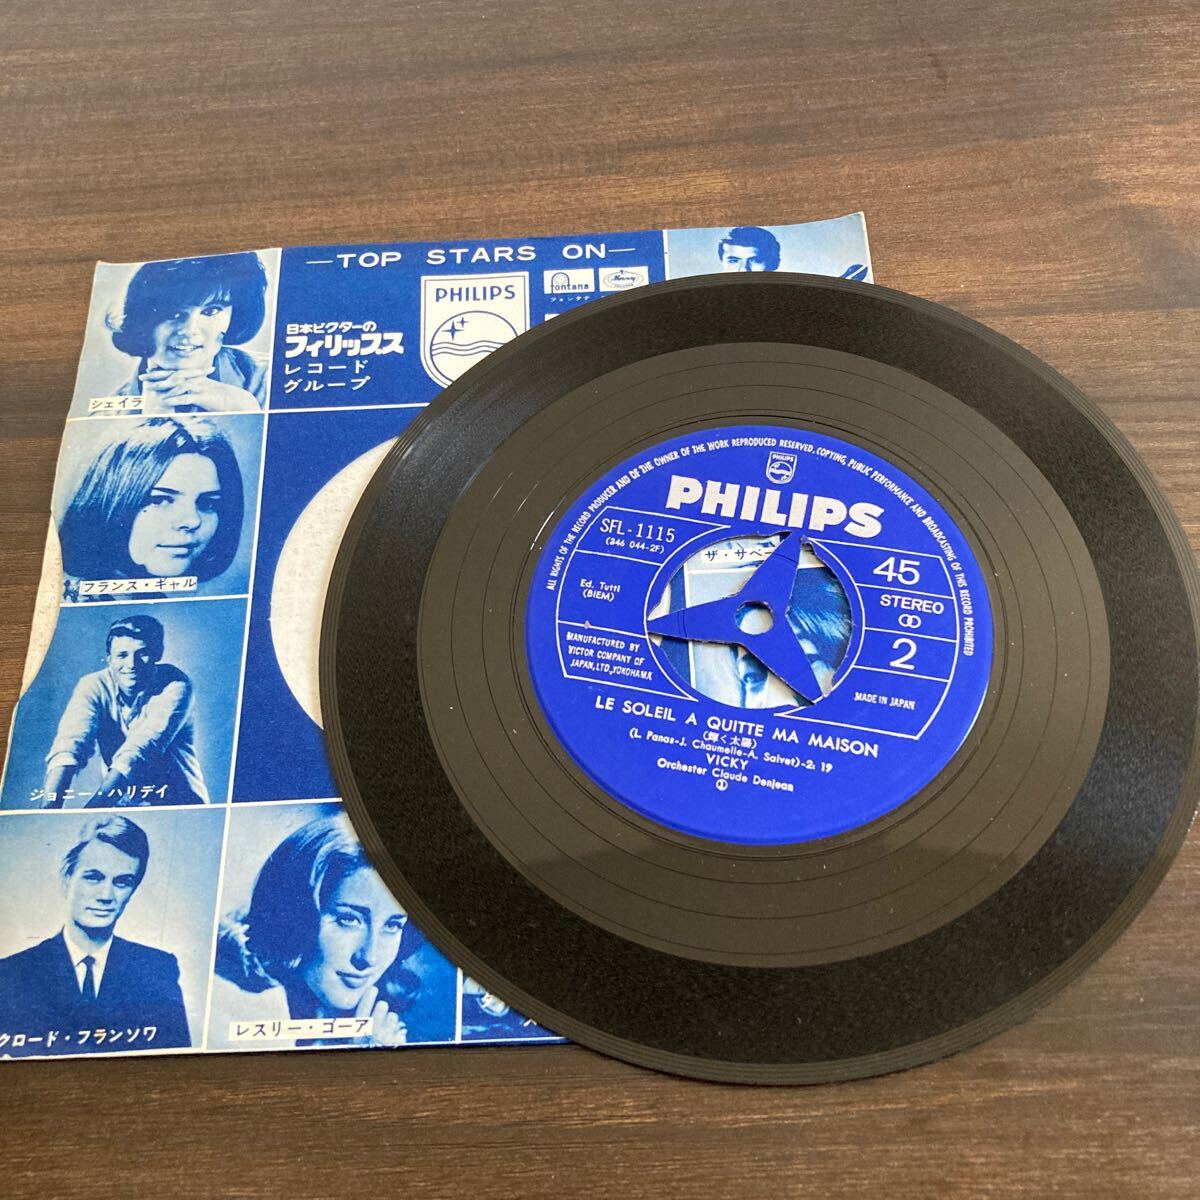 —TOP STARS ON—
PHILIPS
fontana
Mercury
フォンタナ
日本ビクターの
フィリップス
レコード
グループ
シェイラ
フランス・ギャル
ジョニー・ハリデイ
クロード・フランソワ
レスリー・ゴーア
ザ・サベー
ALL RIGHTS OF THE RECORD PRODUCER AND OF THE OWNER OF THE WORK REPRODUCED RESERVED. COPYING, PUBLIC PERFORMANCE AND BROADCASTING OF THIS RECORD PROHIBITED
PHILIPS
PHILIPS
SFL-1115
(346 044-2F)
45
STEREO
2
Ed. Tutti
(BIEM)
MANUFACTURED BY
VICTOR COMPANY OF
JAPAN, LTD., YOKOHAMA
MADE IN JAPAN
LE SOLEIL A QUITTE MA MAISON
(輝く太陽)
(L. Panas-J. Chaumelle-A. Salvet)-2:19
VICKY
Orchester Claude Denjean
①